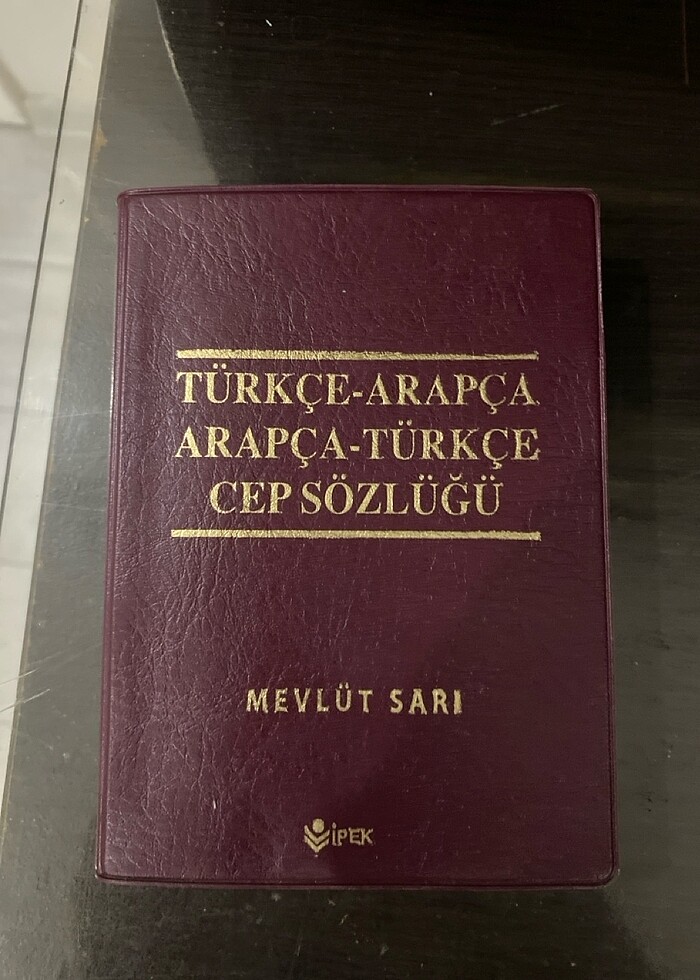 TÜRKÇE-ARAPÇA
ARAPÇA-TÜRKÇE
CEP SÖZLÜĞÜ
MEVLÜT SARI
İPEK